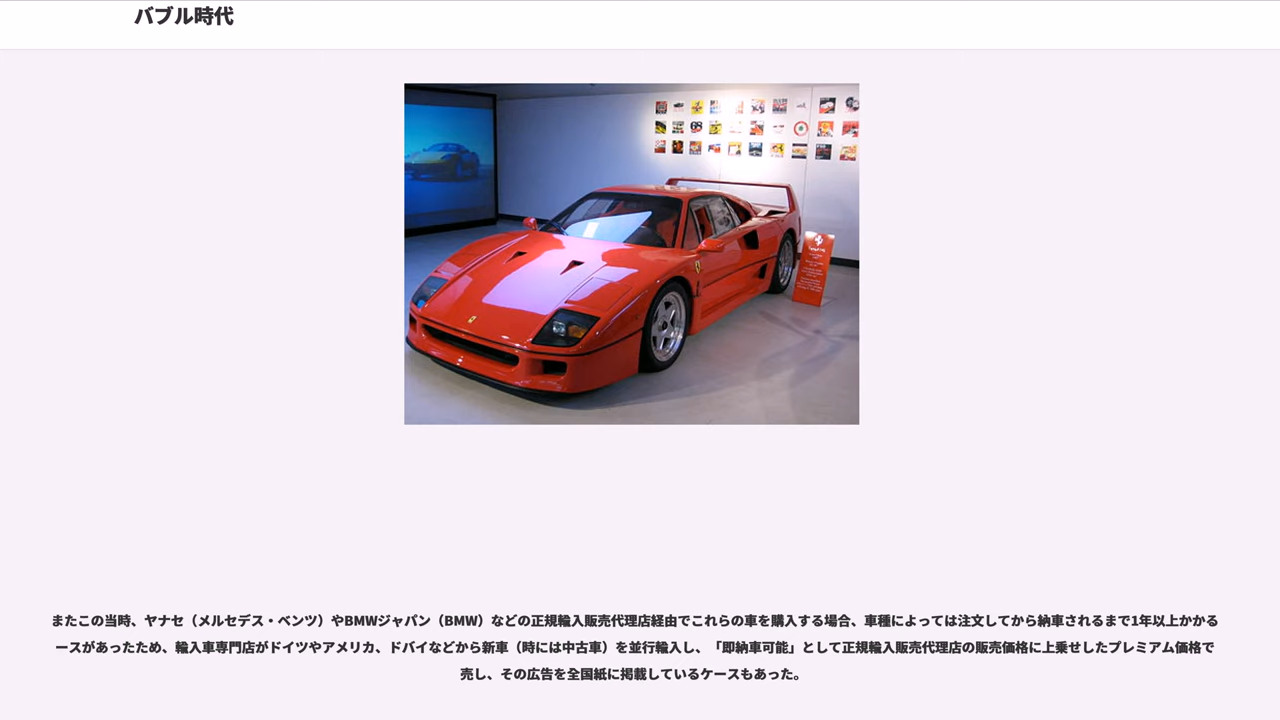 バブル時代
またこの当時、ヤナセ（メルセデス・ベンツ）やBMWジャパン（BMW）などの正規輸入販売代理店経由でこれらの車を購入する場合、車種によっては注文してから納車されるまで1年以上かかる
ースがあったため、輸入車専門店がドイツやアメリカ、ドバイなどから新車（時には中古車）を並行輸入し、「即納車可能」として正規輸入販売代理店の販売価格に上乗せしたプレミアム価格で
売し、その広告を全国紙に掲載しているケースもあった。